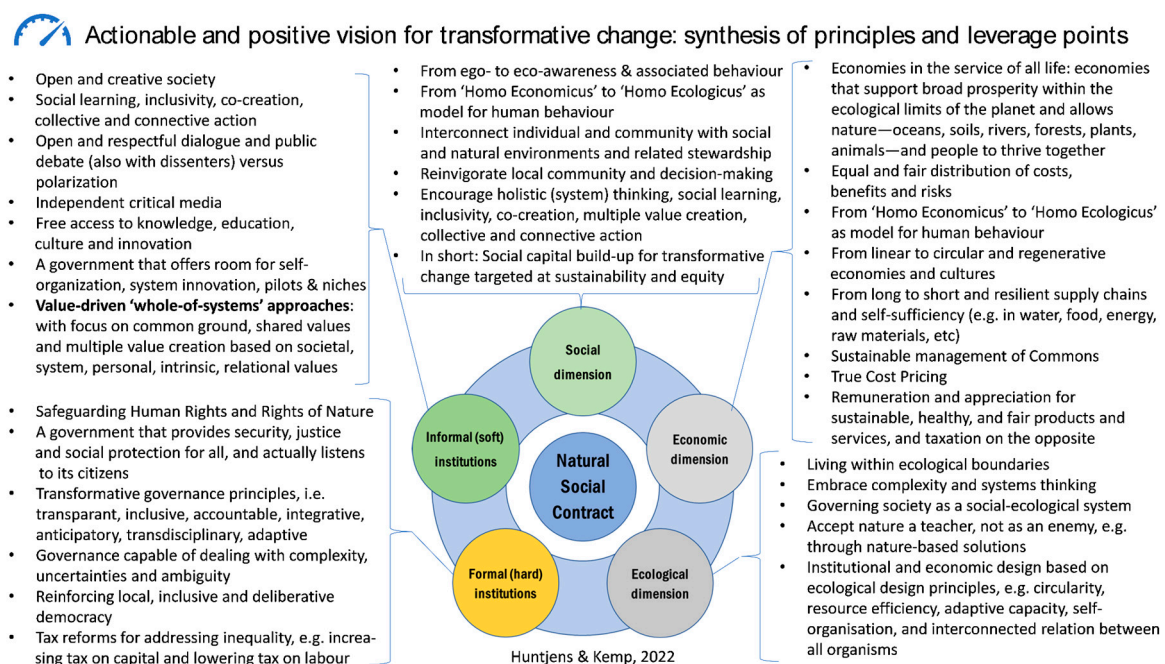 Actionable and positive vision for transformative change: synthesis of principles and leverage points
• Open and creative society
• Social learning, inclusivity, co-creation,
collective and connective action
• Open and respectful dialogue and public
debate (also with dissenters) versus
polarization
• Independent critical media
• Free access to knowledge, education,
culture and innovation
• A government that offers room for self-
organization, system innovation, pilots & niches
• Value-driven ‘whole-of-systems’ approaches:
with focus on common ground, shared values
and multiple value creation based on societal,
system, personal, intrinsic, relational values
• Safeguarding Human Rights and Rights of Nature
• A government that provides security, justice
and social protection for all, and actually listens
to its citizens
• Transformative governance principles, i.e.
transparant, inclusive, accountable, integrative,
anticipatory, transdisciplinary, adaptive
• Governance capable of dealing with complexity,
uncertainties and ambiguity
• Reinforcing local, inclusive and deliberative
democracy
• Tax reforms for addressing inequality, e.g. increa-
sing tax on capital and lowering tax on labour
• From ego- to eco-awareness & associated behaviour
• From ‘Homo Economicus’ to ‘Homo Ecologicus’ as
model for human behaviour
• Interconnect individual and community with social
and natural environments and related stewardship
• Reinvigorate local community and decision-making
• Encourage holistic (system) thinking, social learning,
inclusivity, co-creation, multiple value creation,
collective and connective action
• In short: Social capital build-up for transformative
change targeted at sustainability and equity
Social
dimension
Informal (soft)
institutions
Economic
dimension
Natural
Social
Contract
Formal (hard)
institutions
Ecological
dimension
Huntjens & Kemp, 2022
• Economies in the service of all life: economies
that support broad prosperity within the
ecological limits of the planet and allows
nature—oceans, soils, rivers, forests, plants,
animals—and people to thrive together
• Equal and fair distribution of costs,
benefits and risks
• From ‘Homo Economicus’ to ‘Homo Ecologicus’
as model for human behaviour
• From linear to circular and regenerative
economies and cultures
• From long to short and resilient supply chains
and self-sufficiency (e.g. in water, food, energy,
raw materials, etc)
• Sustainable management of Commons
• True Cost Pricing
• Remuneration and appreciation for
sustainable, healthy, and fair products and
services, and taxation on the opposite
• Living within ecological boundaries
• Embrace complexity and systems thinking
• Governing society as a social-ecological system
• Accept nature a teacher, not as an enemy, e.g.
through nature-based solutions
• Institutional and economic design based on
ecological design principles, e.g. circularity,
resource efficiency, adaptive capacity, self-
organisation, and interconnected relation between
all organisms